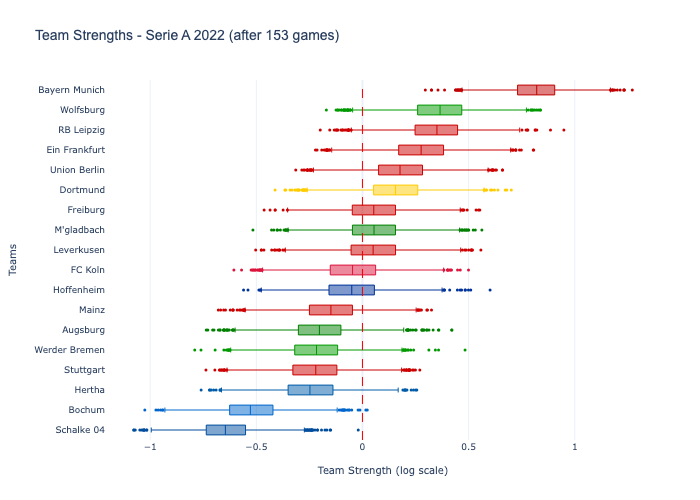 Team Strengths - Serie A 2022 (after 153 games)
Teams
Bayern Munich
Wolfsburg
RB Leipzig
Ein Frankfurt
Union Berlin
Dortmund
Freiburg
M'gladbach
Leverkusen
FC Koln
Hoffenheim
Mainz
Augsburg
Werder Bremen
Stuttgart
Hertha
Bochum
Schalke 04
−1 −0.5 0 0.5 1
Team Strength (log scale)